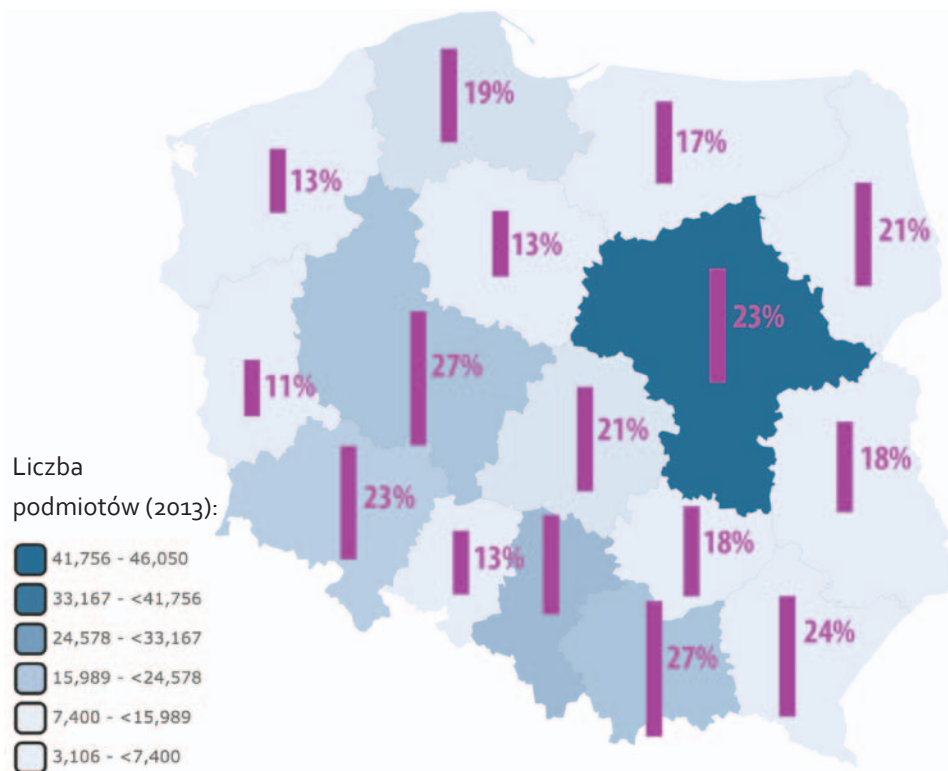 19%
17%
13%
21%
13%
23%
27%
11%
21%
18%
23%
18%
13%
24%
27%
Liczba
podmiotów (2013):
41,756 - 46,050
33,167 - <41,756
24,578 - <33,167
15,989 - <24,578
7,400 - <15,989
3,106 - <7,400